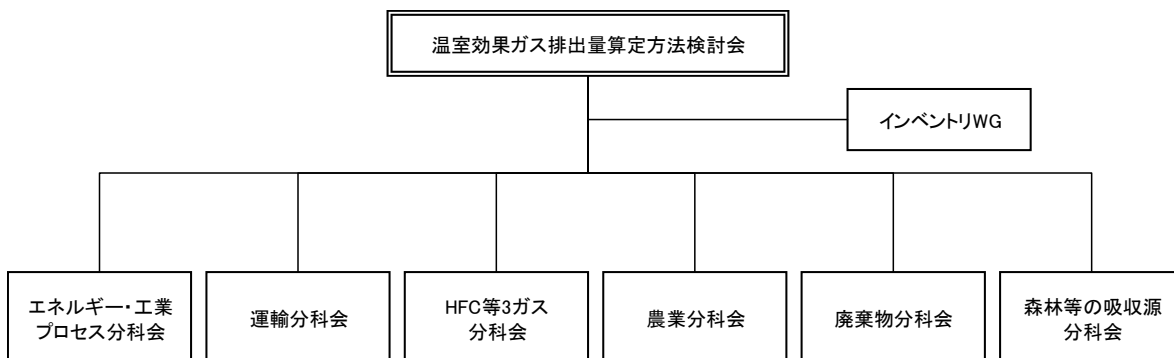 温室効果ガス排出量算定方法検討会
インベントリWG
エネルギー・工業
プロセス分科会
運輸分科会
HFC等3ガス
分科会
農業分科会
廃棄物分科会
森林等の吸収源
分科会